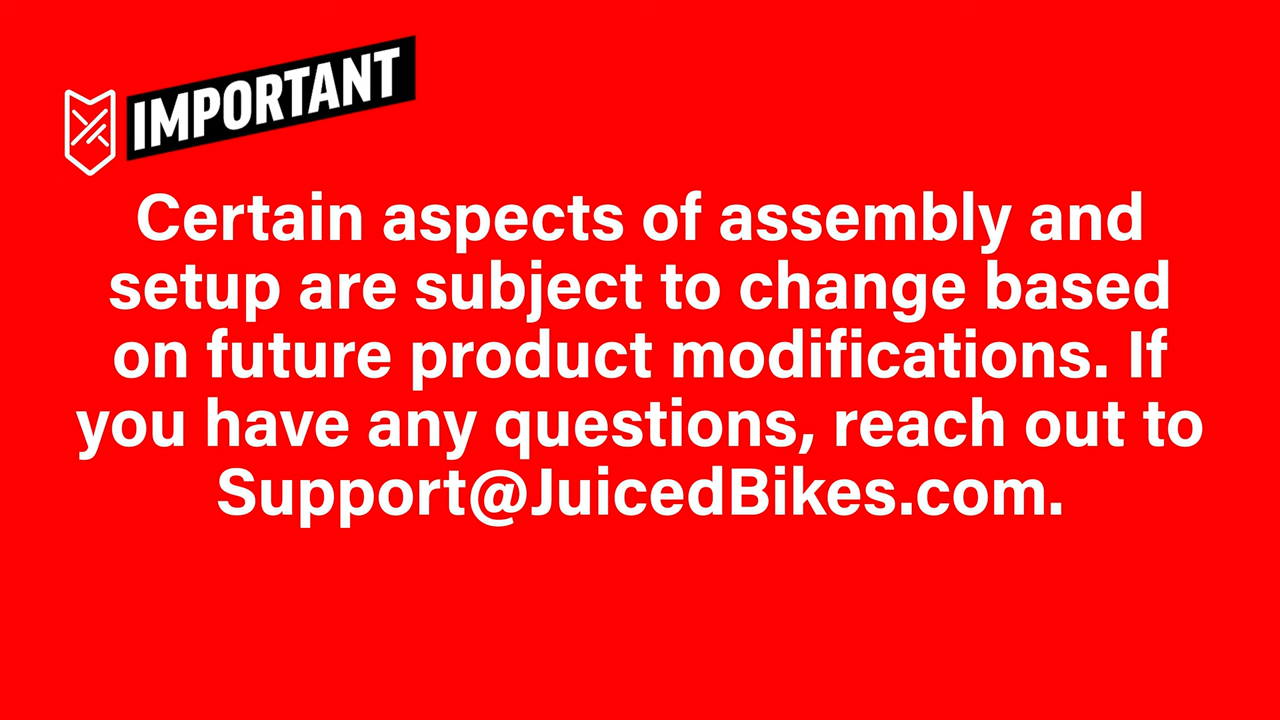 IMPORTANT
Certain aspects of assembly and
setup are subject to change based
on future product modifications. If
you have any questions, reach out to
Support@JuicedBikes.com.